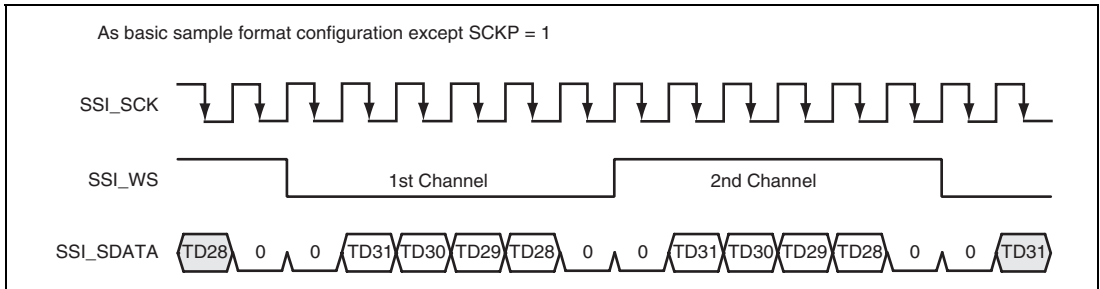 As basic sample format configuration except SCKP = 1
SSI_SCK
SSI_WS 1st Channel 2nd Channel
SSI_SDATA TD28 0 0 TD31 TD30 TD29 TD28 0 0 TD31 TD30 TD29 TD28 0 0 TD31